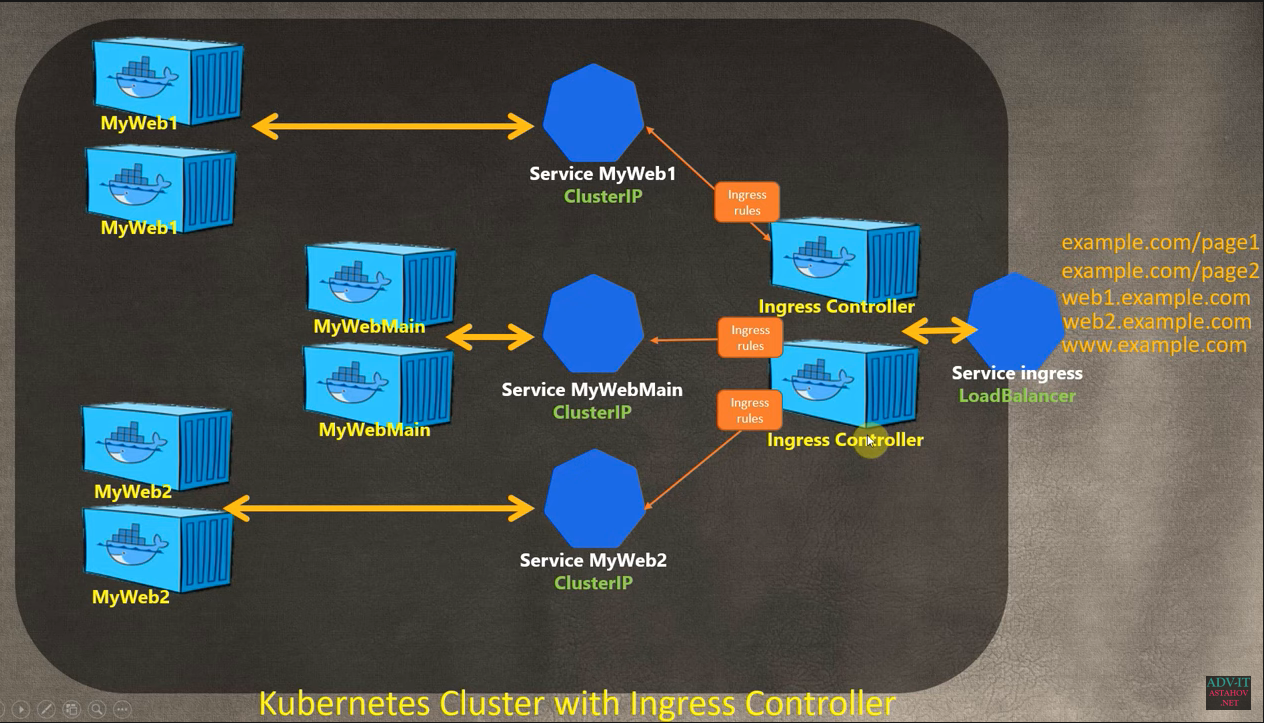 MyWeb1
MyWeb1
Service MyWeb1
ClusterIP
Ingress
rules
MyWebMain
MyWebMain
Service MyWebMain
ClusterIP
Ingress
rules
Ingress Controller
Ingress Controller
Ingress
rules
Service ingress
LoadBalancer
example.com/page1
example.com/page2
web1.example.com
web2.example.com
www.example.com
MyWeb2
MyWeb2
Service MyWeb2
ClusterIP
Kubernetes Cluster with Ingress Controller
ADV-IT
ASTAHOV
.NET